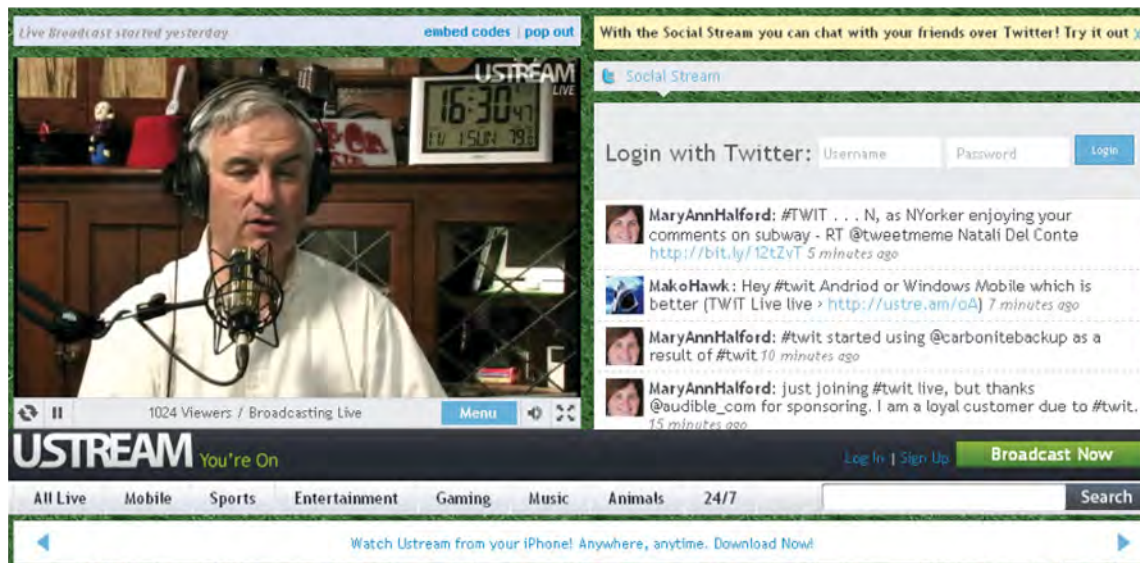 Live Broadcast started yesterday
embed codes | pop out
USTREAM
LIVE
16:30 47
SUN 79
1024 Viewers / Broadcasting Live
Menu
With the Social Stream you can chat with your friends over Twitter! Try it out x
Social Stream
Login with Twitter: Username Password Login
MaryAnnHalford: #TWIT . . . N, as NYorker enjoying your
comments on subway - RT @tweetmeme Natali Del Conte
http://bit.ly/12tZvT 5 minutes ago
MakoHawk: Hey #twit Andriod or Windows Mobile which is
better (TWiT Live live > http://ustre.am/oA) 7 minutes ago
MaryAnnHalford: #twit started using @carbonitebackup as a
result of #twit 10 minutes ago
MaryAnnHalford: just joining #twit live, but thanks
@audible_com for sponsoring. I am a loyal customer due to #twit.
15 minutes ago
USTREAM You're On
Log In | Sign Up Broadcast Now
All Live Mobile Sports Entertainment Gaming Music Animals 24/7 Search
Watch Ustream from your iPhone! Anywhere, anytime. Download Now!